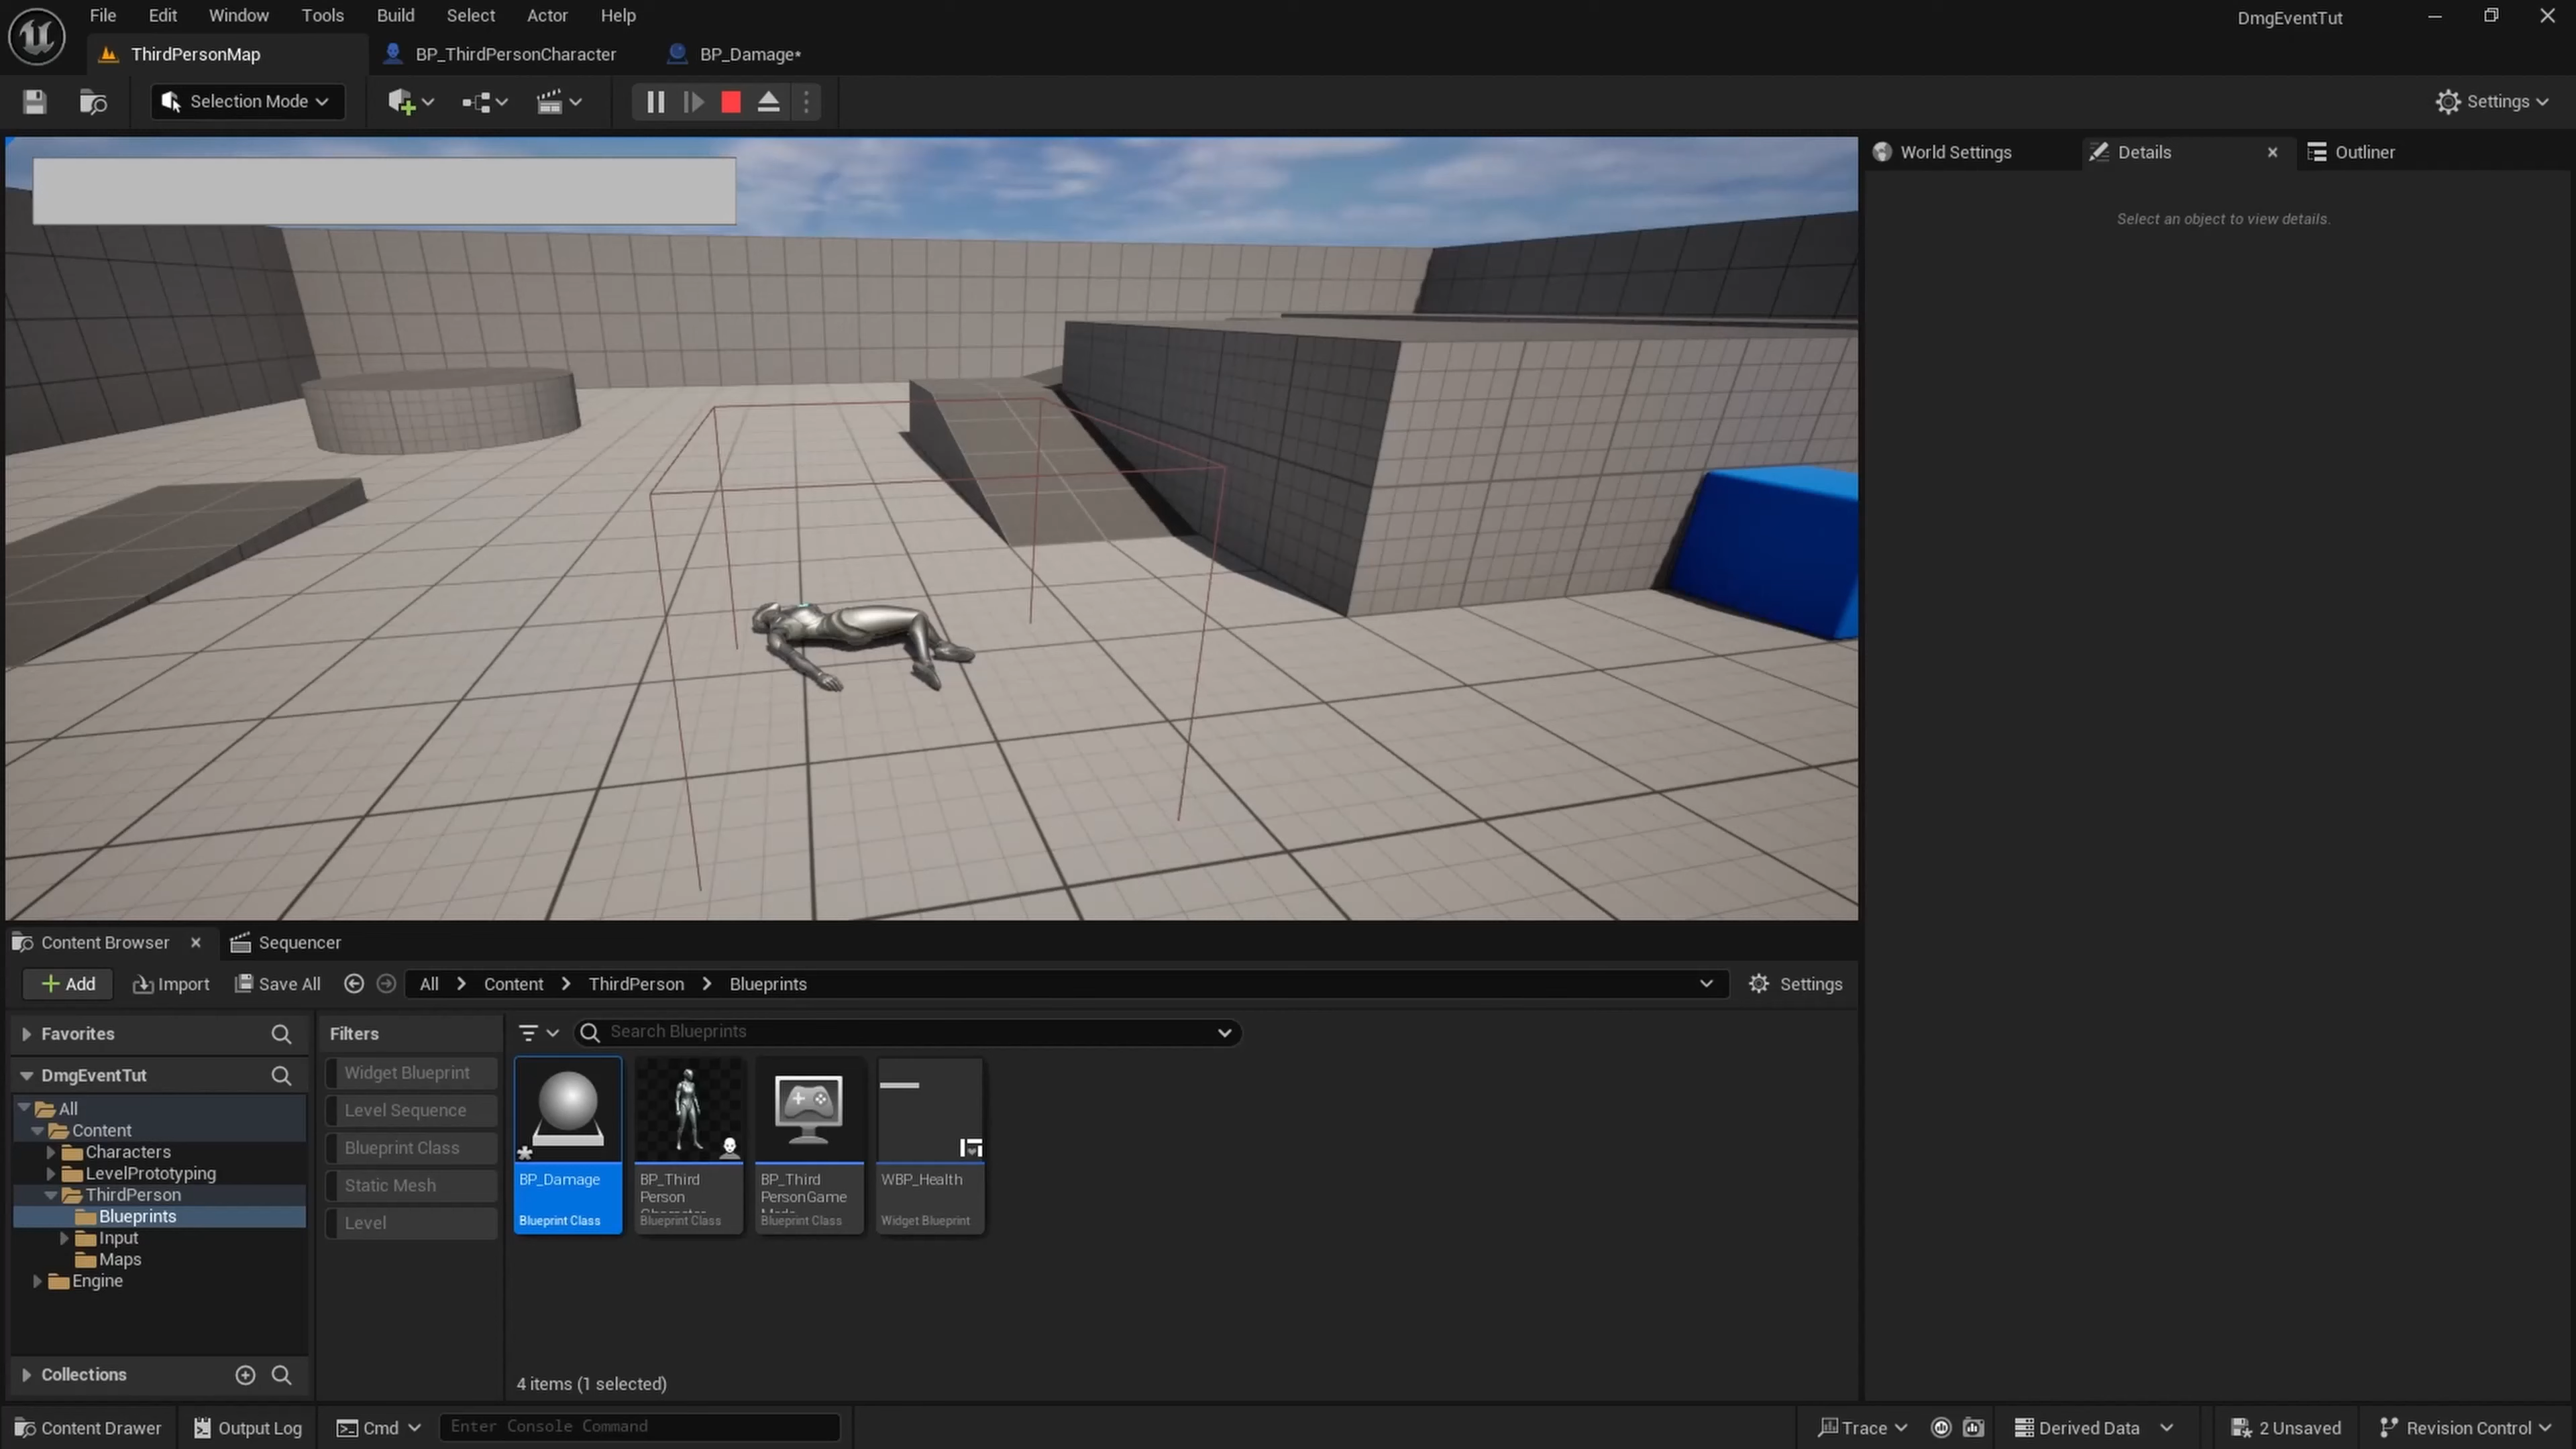 File Edit Window Tools Build Select Actor Help
DmgEventTut
ThirdPersonMap
BP_ThirdPersonCharacter
BP_Damage*
Selection Mode
Settings
World Settings
Details
Outliner
Select an object to view details.
Content Browser
Sequencer
Add
Import
Save All
All > Content > ThirdPerson > Blueprints
Settings
Favorites
Filters
Search Blueprints
DmgEventTut
All
Content
Characters
LevelPrototyping
ThirdPerson
Blueprints
Input
Maps
Engine
Widget Blueprint
Level Sequence
Blueprint Class
Static Mesh
Level
BP_Damage
Blueprint Class
BP_Third
Person
Blueprint Class
BP_Third
PersonGame
Blueprint Class
WBP_Health
Widget Blueprint
Collections
4 items (1 selected)
Content Drawer
Output Log
Cmd
Enter Console Command
Trace
Derived Data
2 Unsaved
Revision Control